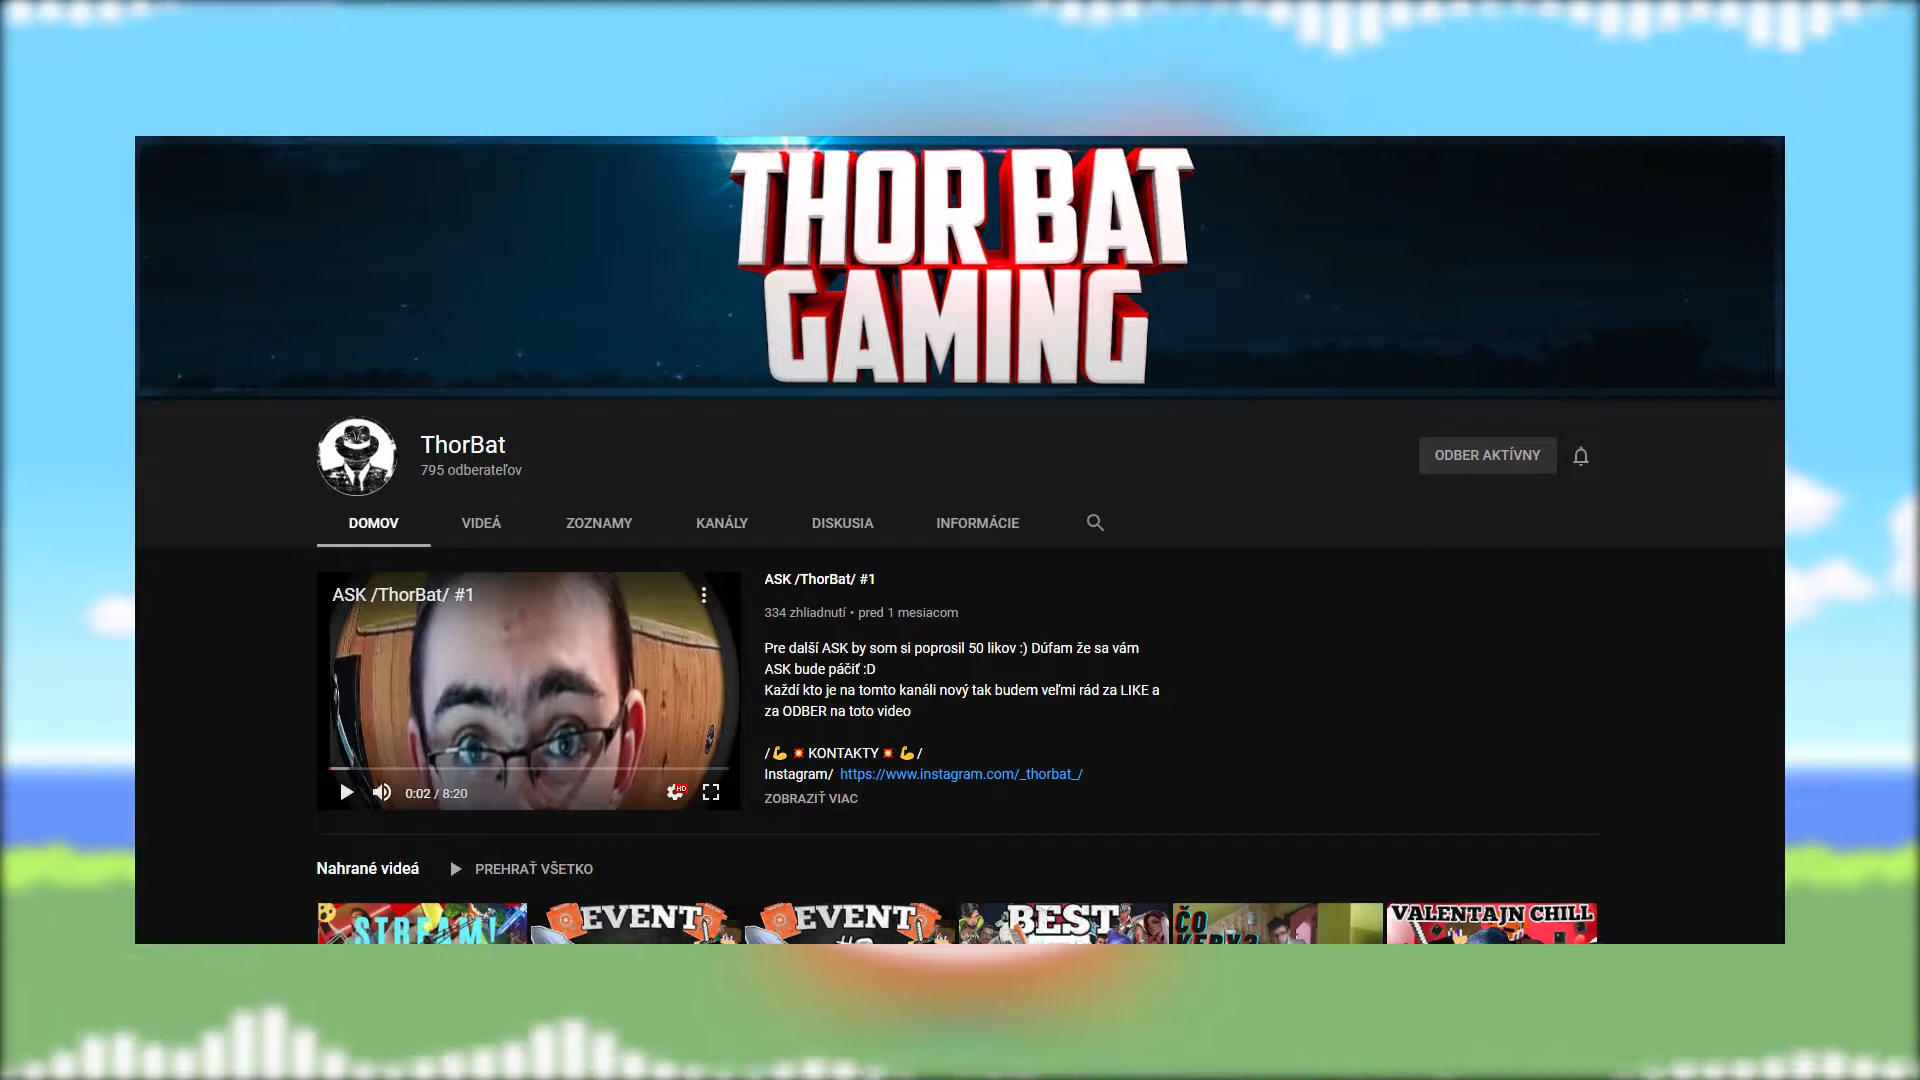 THOR BAT
GAMING
ThorBat
795 odberateľov
ODBER AKTÍVNY
DOMOV
VIDEÁ
ZOZNAMY
KANÁLY
DISKUSIA
INFORMÁCIE
ASK /ThorBat/ #1
0:02 / 8:20
HD
ASK /ThorBat/ #1
334 zhliadnutí • pred 1 mesiacom
Pre další ASK by som si poprosil 50 likov :) Dúfam že sa vám
ASK bude páčiť :D
Každí kto je na tomto kanáli nový tak budem veľmi rád za LIKE a
za ODBER na toto video
/💪💥KONTAKTY💥💪/
Instagram/ https://www.instagram.com/_thorbat_/
ZOBRAZIŤ VIAC
Nahrané videá
PREHRAŤ VŠETKO
STREAM!
EVENT
EVENT
BEST
ČO
VALENTAJN CHILL